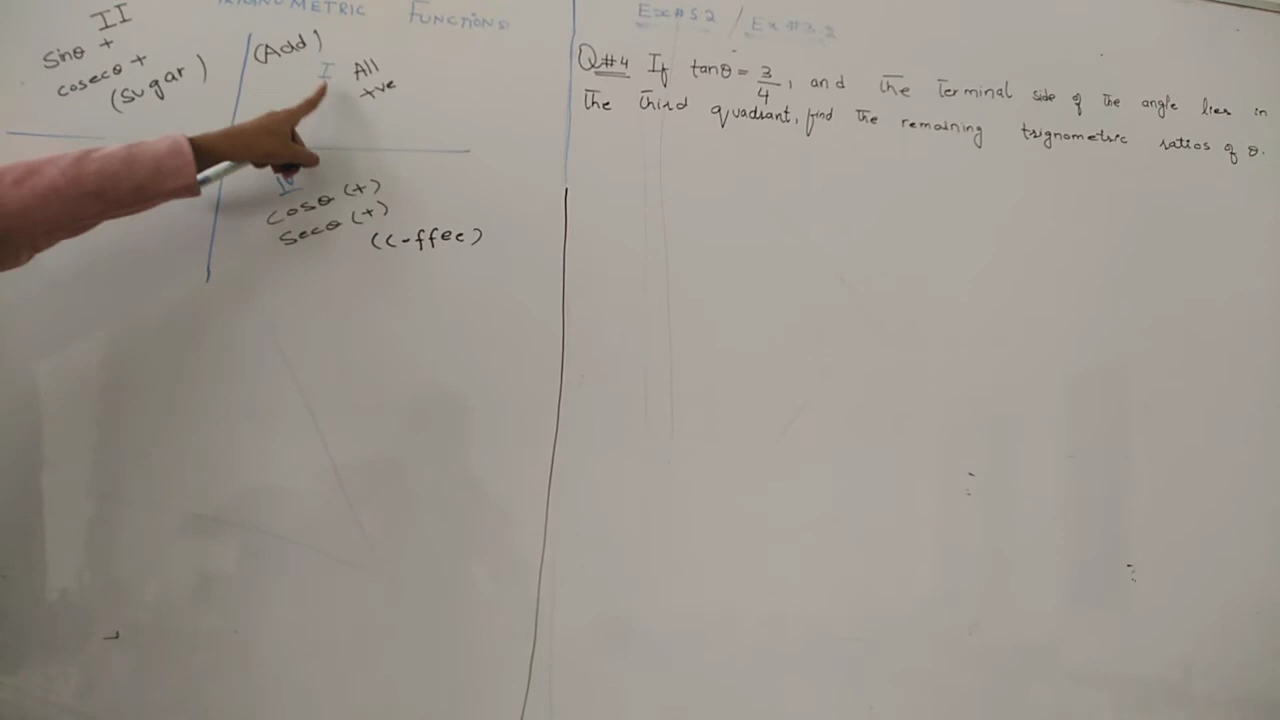 FUNCTIONS
Ex#5.2 / Ex#3.2
II
Sinθ +
cosecθ +
(Sugar)
(Add)
I All
+ve
IV
Cosθ (+)
Secθ (+)
(C-ffee)
Q#4 If tanθ = 3/4, and the terminal side of the angle lies in
the third quadrant, find the remaining trignometric ratios of θ.